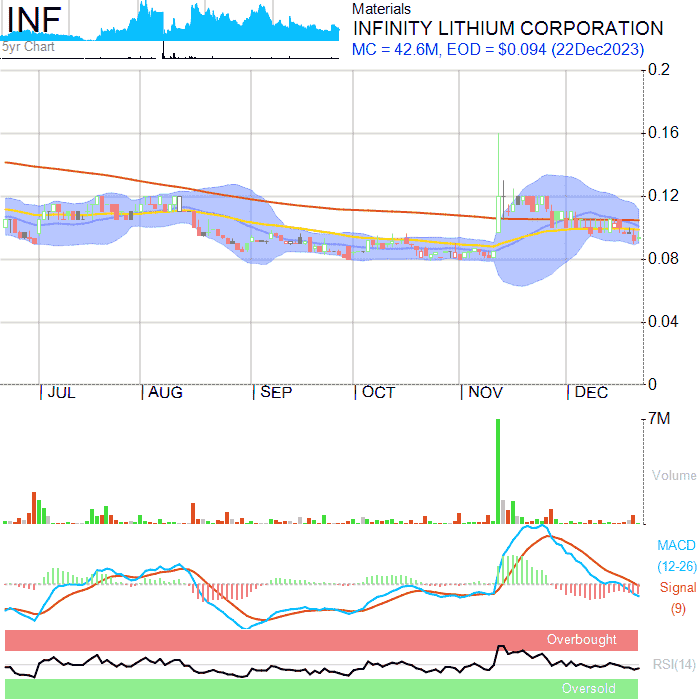 INF
5yr Chart
Materials
INFINITY LITHIUM CORPORATION
MC = 42.6M, EOD = $0.094 (22Dec2023)
0.2
0.16
0.12
0.08
0.04
0
JUL AUG SEP OCT NOV DEC
7M
Volume
MACD
(12-26)
Signal
(9)
Overbought
RSI(14)
Oversold